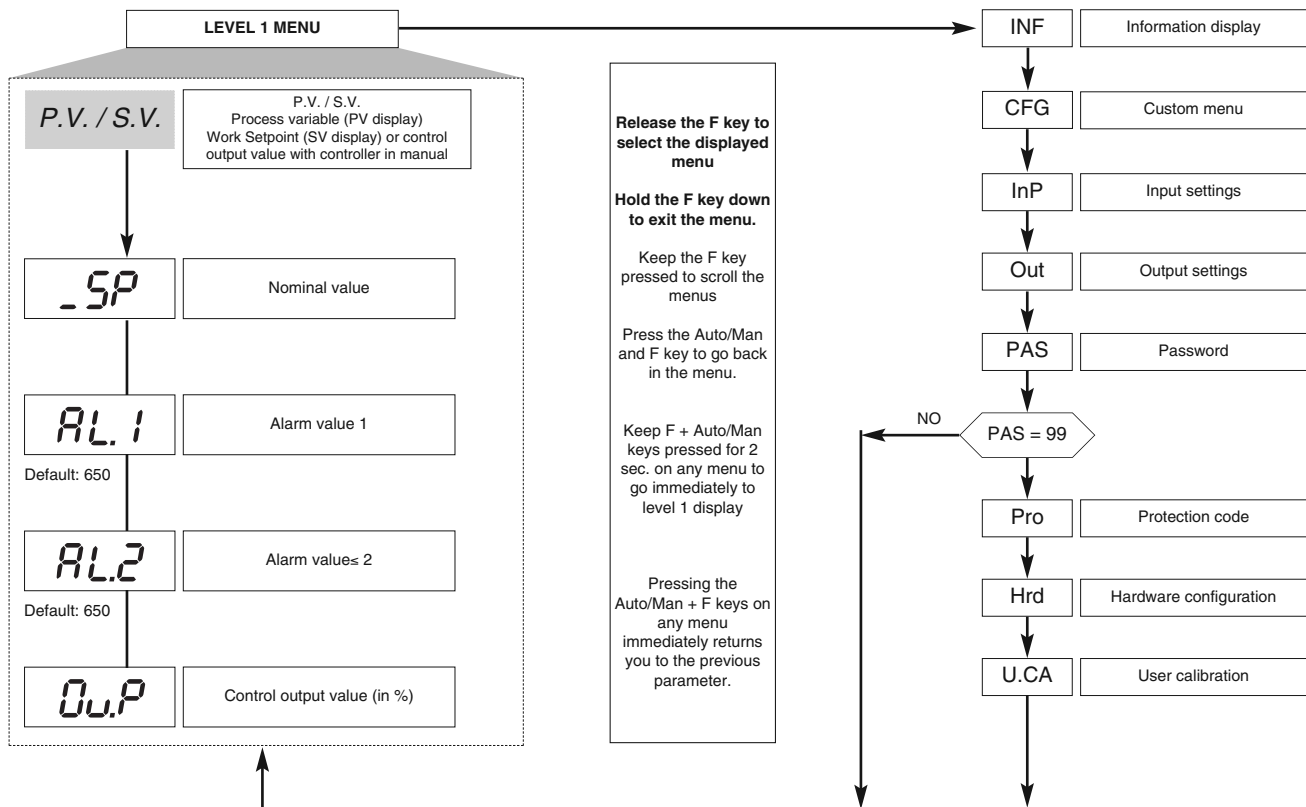 LEVEL 1 MENU
P.V. / S.V.
P.V. / S.V.
Process variable (PV display)
Work Setpoint (SV display) or control
output value with controller in manual
_SP
Nominal value
AL.1
Alarm value 1
Default: 650
AL.2
Alarm value≤ 2
Default: 650
Ou.P
Control output value (in %)
Release the F key to
select the displayed
menu
Hold the F key down
to exit the menu.
Keep the F key
pressed to scroll the
menus
Press the Auto/Man
and F key to go back
in the menu.
Keep F + Auto/Man
keys pressed for 2
sec. on any menu to
go immediately to
level 1 display
Pressing the
Auto/Man + F keys on
any menu
immediately returns
you to the previous
parameter.
INF
Information display
CFG
Custom menu
InP
Input settings
Out
Output settings
PAS
Password
NO
PAS = 99
Pro
Protection code
Hrd
Hardware configuration
U.CA
User calibration